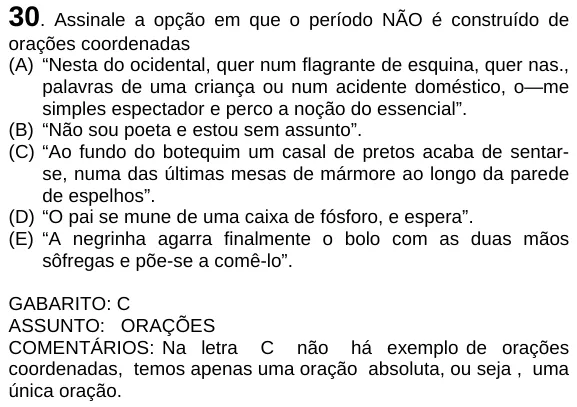 30. Assinale a opção em que o período NÃO é construído de
orações coordenadas
(A) “Nesta do ocidental, quer num flagrante de esquina, quer nas.,
palavras de uma criança ou num acidente doméstico, o—me
simples espectador e perco a noção do essencial”.
(B) “Não sou poeta e estou sem assunto”.
(C) “Ao fundo do botequim um casal de pretos acaba de sentar-
se, numa das últimas mesas de mármore ao longo da parede
de espelhos”.
(D) “O pai se mune de uma caixa de fósforo, e espera”.
(E) “A negrinha agarra finalmente o bolo com as duas mãos
sôfregas e põe-se a comê-lo”.
GABARITO: C
ASSUNTO: ORAÇÕES
COMENTÁRIOS: Na letra C não há exemplo de orações
coordenadas, temos apenas uma oração absoluta, ou seja , uma
única oração.